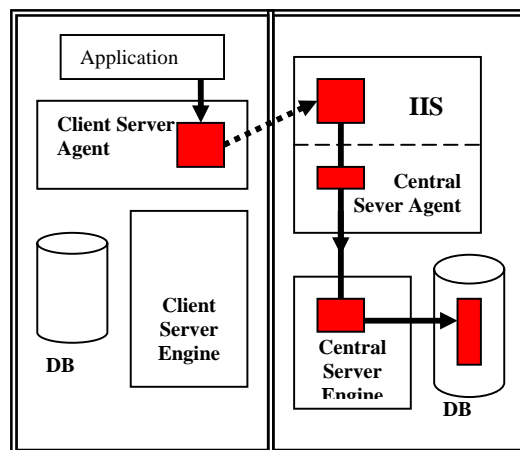 Application
Client Server
Agent
DB
Client
Server
Engine
IIS
Central
Sever Agent
Central
Server
Engine
DB